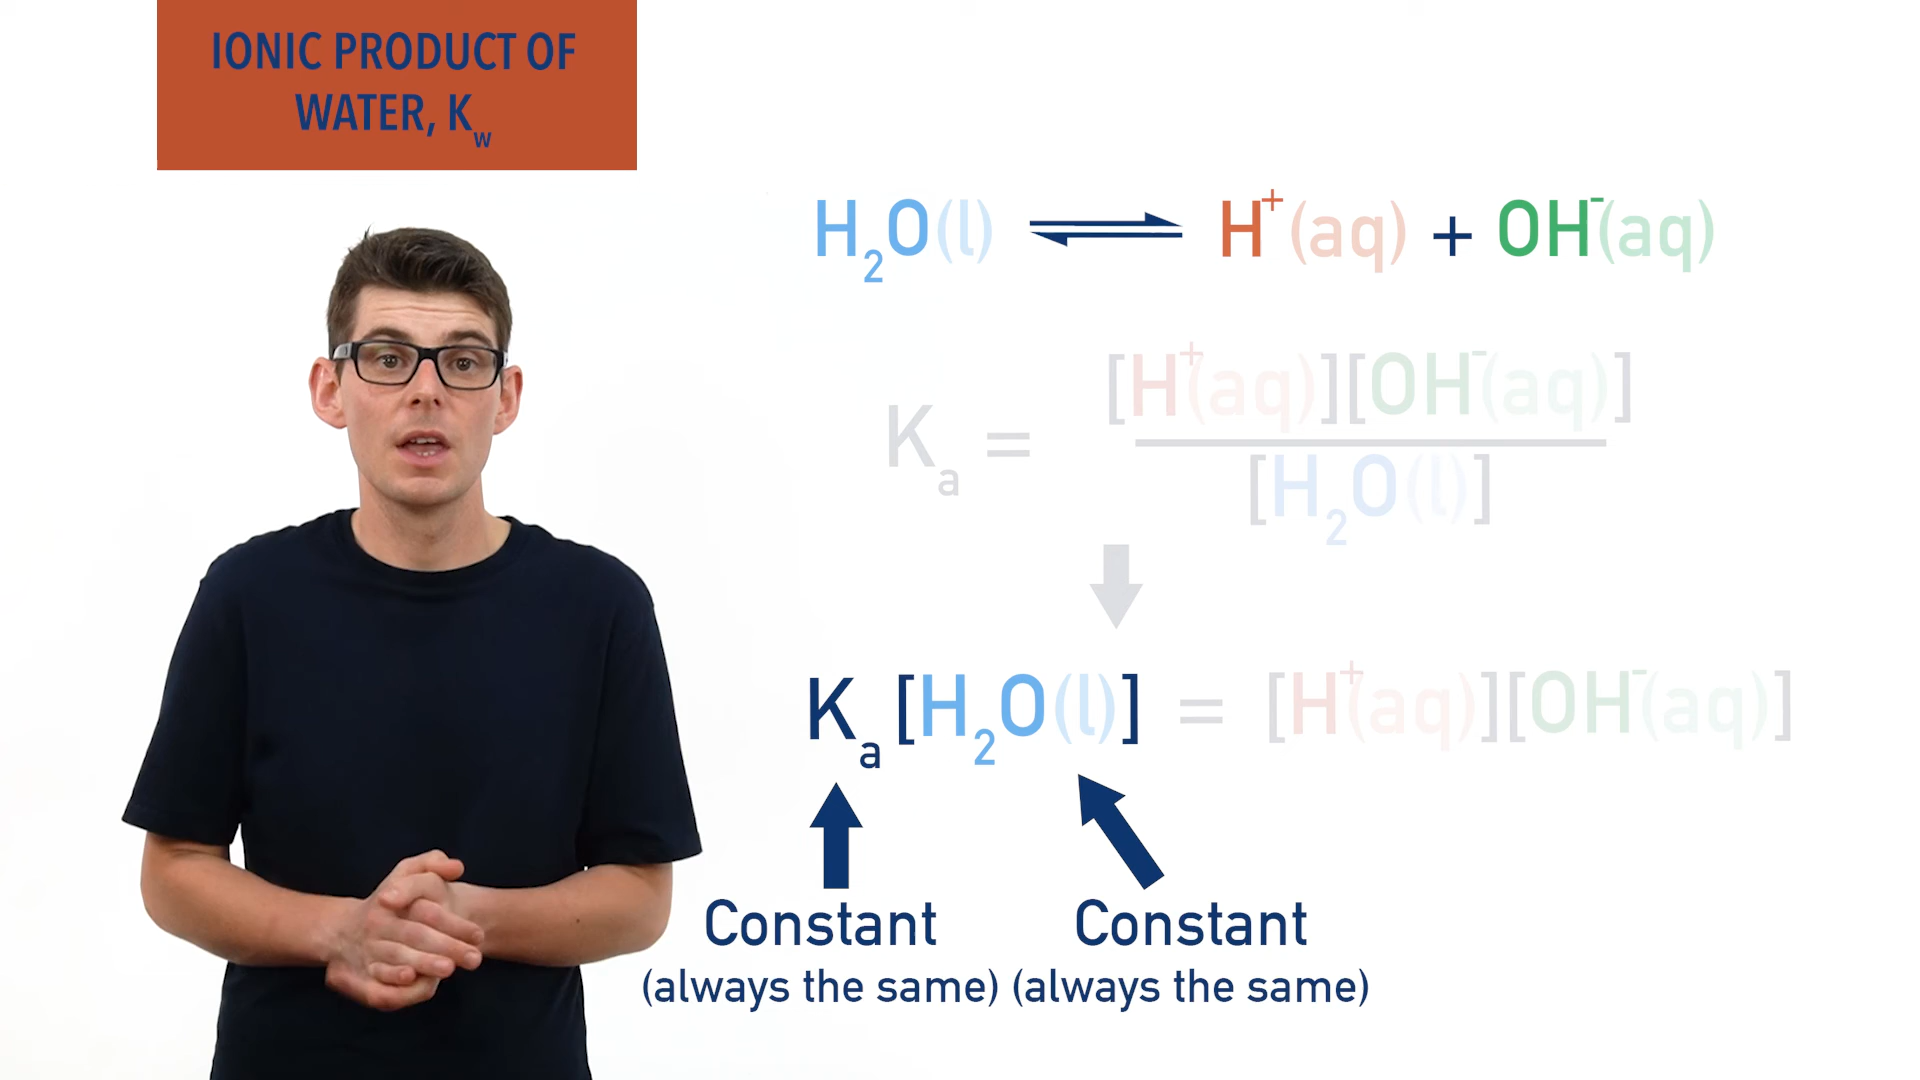 IONIC PRODUCT OF
WATER, Kw
H₂O(l) ⇌ H⁺(aq) + OH⁻(aq)
Ka = [H⁺(aq)][OH⁻(aq)]
[H₂O(l)]
Ka [H₂O(l)] = [H⁺(aq)][OH⁻(aq)]
Constant Constant
(always the same) (always the same)